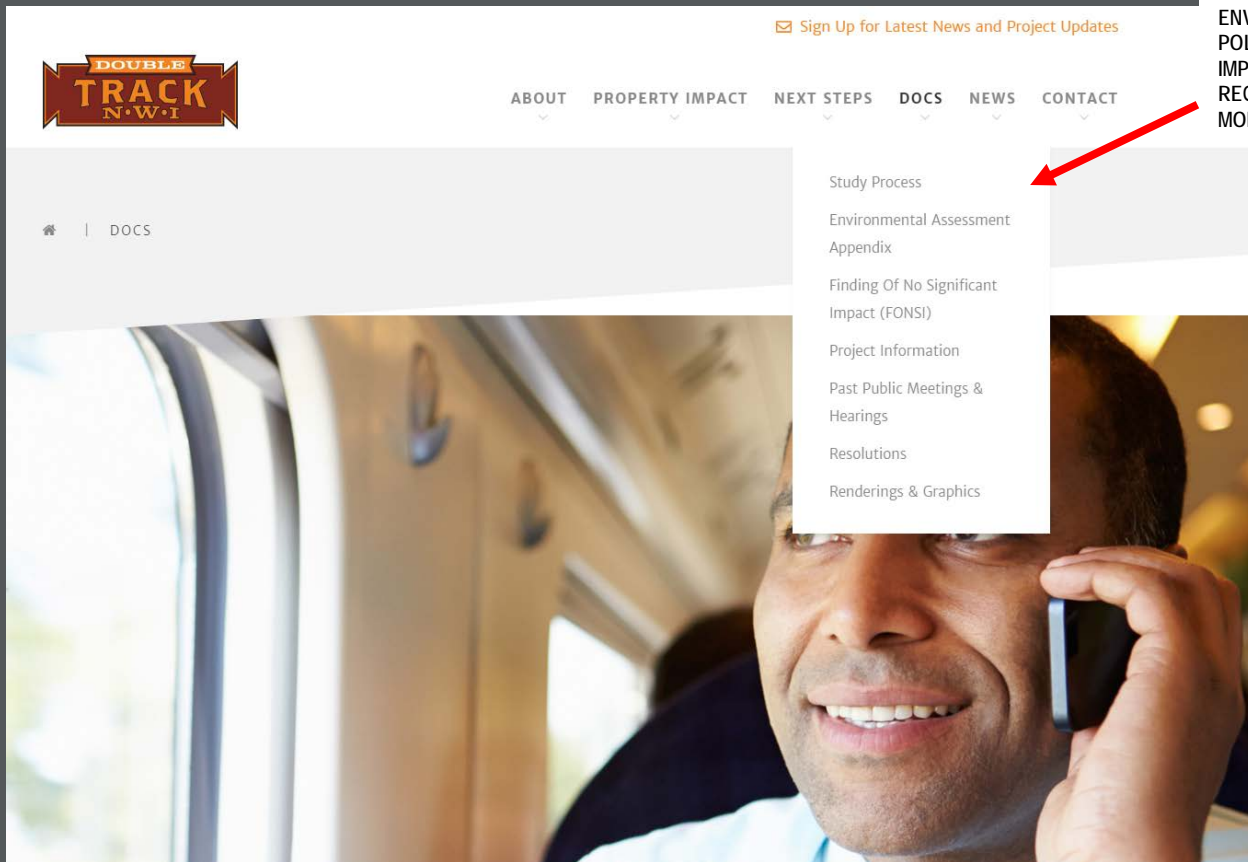 Sign Up for Latest News and Project Updates
DOUBLE
TRACK
N•W•I
ABOUT PROPERTY IMPACT NEXT STEPS DOCS NEWS CONTACT
| DOCS
Study Process
Environmental Assessment
Appendix
Finding Of No Significant
Impact (FONSI)
Project Information
Past Public Meetings &
Hearings
Resolutions
Renderings & Graphics